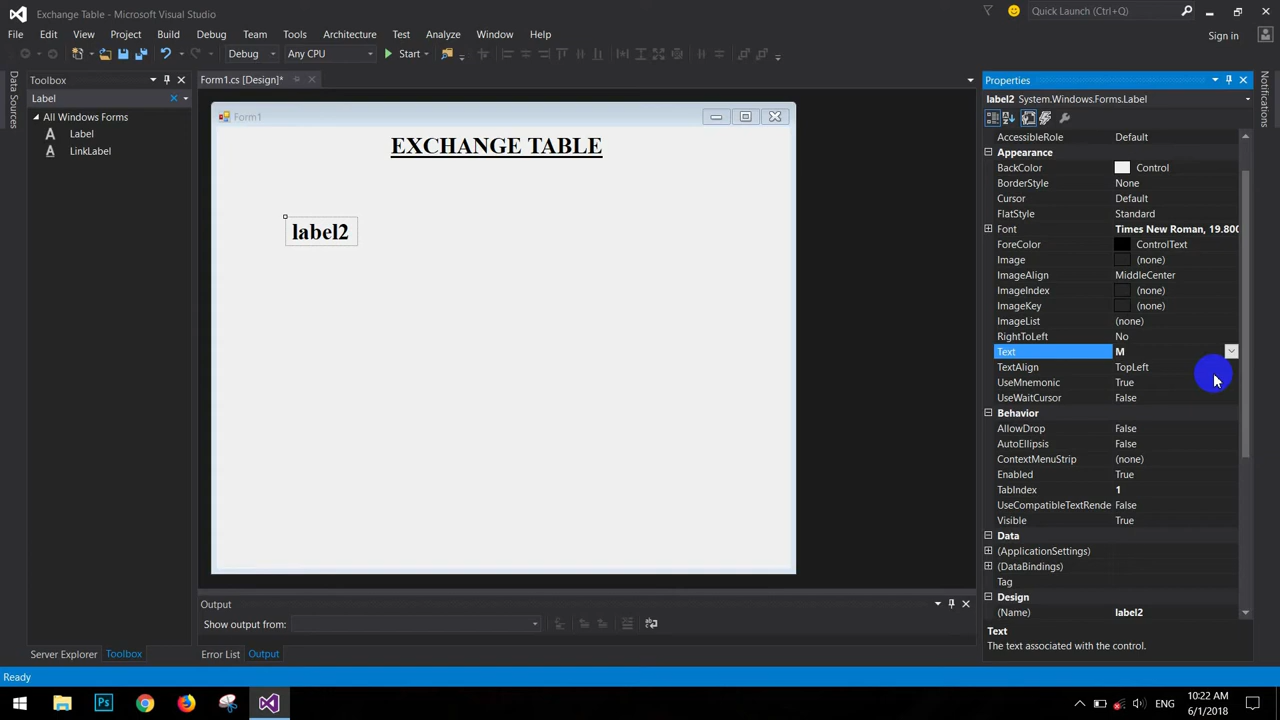 Exchange Table - Microsoft Visual Studio
Quick Launch (Ctrl+Q)
File Edit View Project Build Debug Team Tools Format Architecture Test Analyze Window Help
Sign in
Debug Any CPU Start
Data Sources
Toolbox
Label
All Windows Forms
Label
LinkLabel
Form1.cs [Design]*
Form1
EXCHANGE TABLE
label2
Output
Show output from:
Server Explorer Toolbox
Error List Output
Properties
label2 System.Windows.Forms.Label
AccessibleRole Default
Appearance
BackColor Control
BorderStyle None
Cursor Default
FlatStyle Standard
Font Times New Roman, 19.800
ForeColor ControlText
Image (none)
ImageAlign MiddleCenter
ImageIndex (none)
ImageKey (none)
ImageList (none)
RightToLeft No
Text M
TextAlign TopLeft
UseMnemonic True
UseWaitCursor False
Behavior
AllowDrop False
AutoEllipsis False
ContextMenuStrip (none)
Enabled True
TabIndex 1
UseCompatibleTextRende False
Visible True
Data
(ApplicationSettings)
(DataBindings)
Tag
Design
(Name) label2
Text
The text associated with the control.
Notifications
Ready
Ps
ENG
10:22 AM
6/1/2018